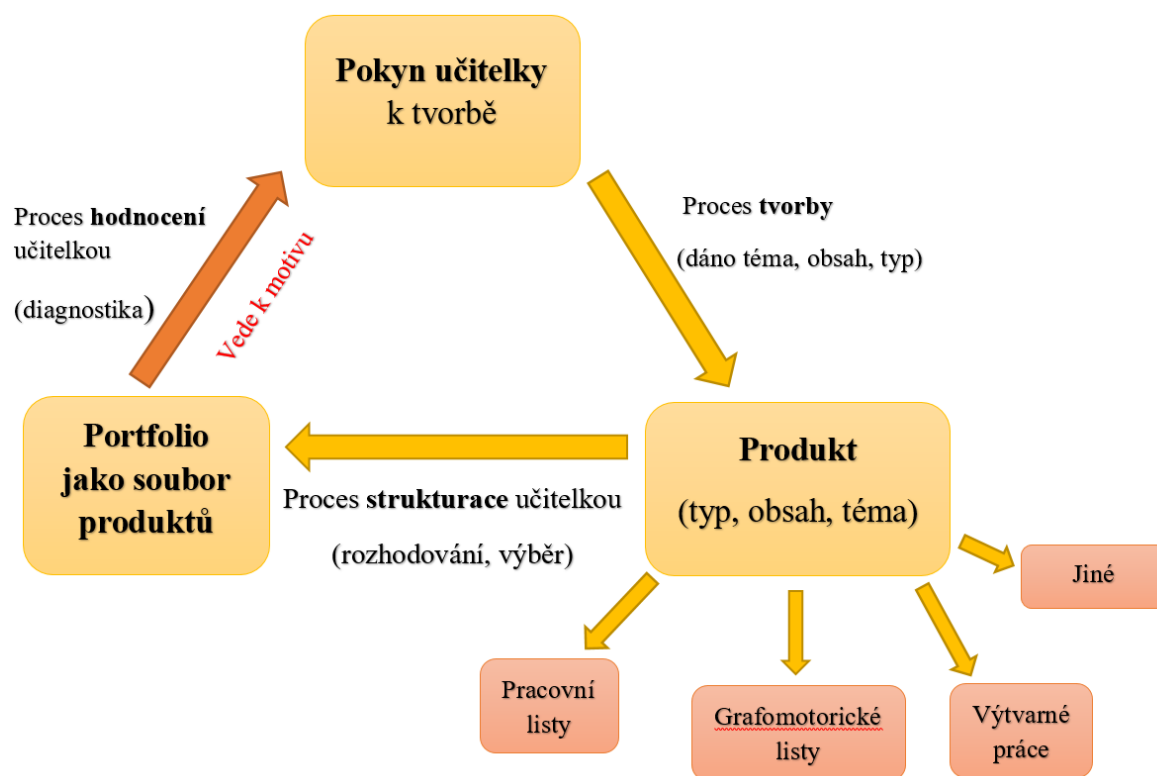 Pokyn učitelky
k tvorbě
Proces hodnocení
učitelkou
(diagnostika)
Vede k motivu
Proces tvorby
(dáno téma, obsah, typ)
Portfolio
jako soubor
produktů
Proces strukturace učitelkou
(rozhodování, výběr)
Produkt
(typ, obsah, téma)
Jiné
Pracovní
listy
Grafomotorické
listy
Výtvarné
práce